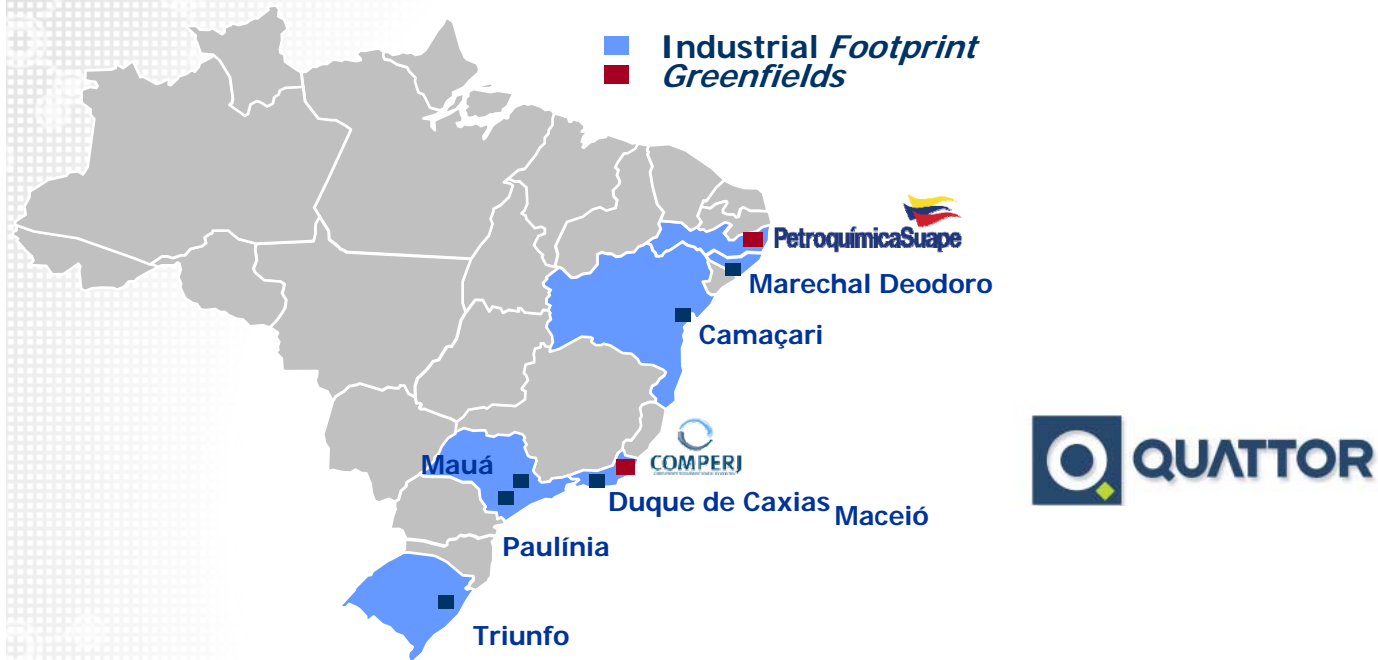 Industrial Footprint
Greenfields
PetroquímicaSuape
Marechal Deodoro
Camaçari
COMPERJ
Mauá
Duque de Caxias
Maceió
Paulínia
Triunfo
QUATTOR